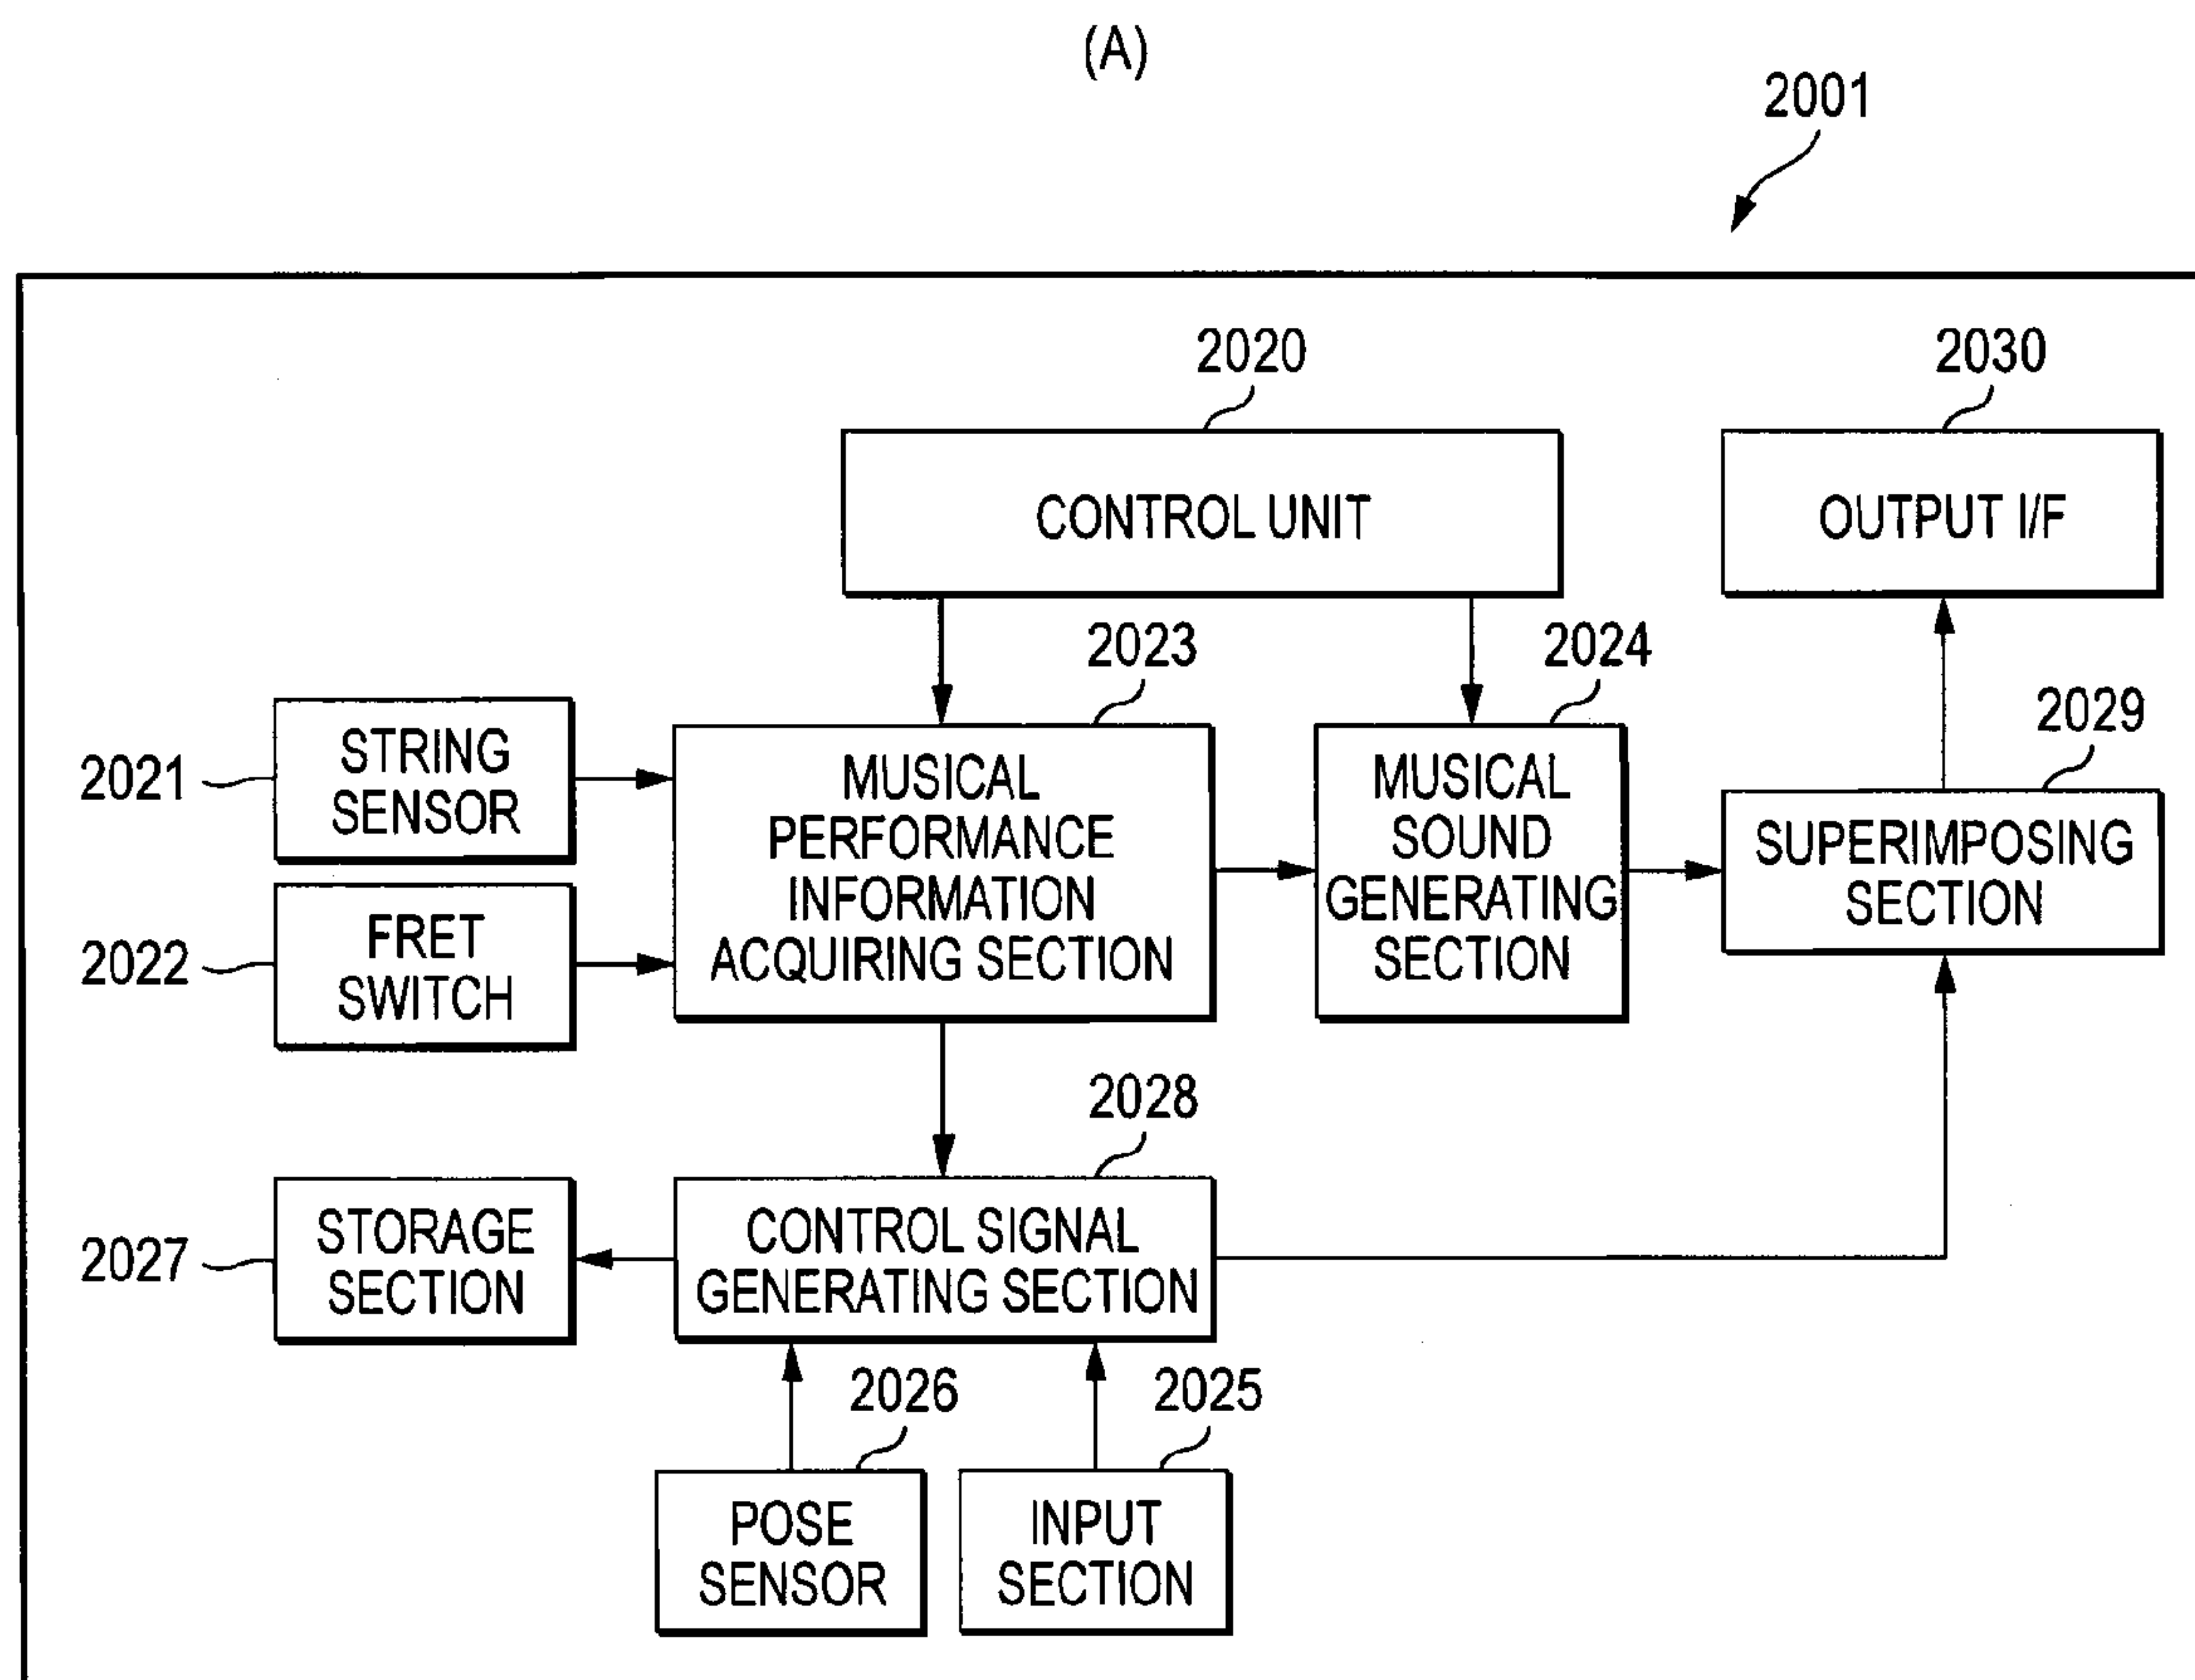 (A)
2001
2020
2030
CONTROL UNIT
OUTPUT I/F
2023
2024
2029
2021
STRING
SENSOR
MUSICAL
PERFORMANCE
INFORMATION
ACQUIRING SECTION
MUSICAL
SOUND
GENERATING
SECTION
SUPERIMPOSING
SECTION
2022
FRET
SWITCH
2028
2027
STORAGE
SECTION
CONTROL SIGNAL
GENERATING SECTION
2026
2025
POSE
SENSOR
INPUT
SECTION